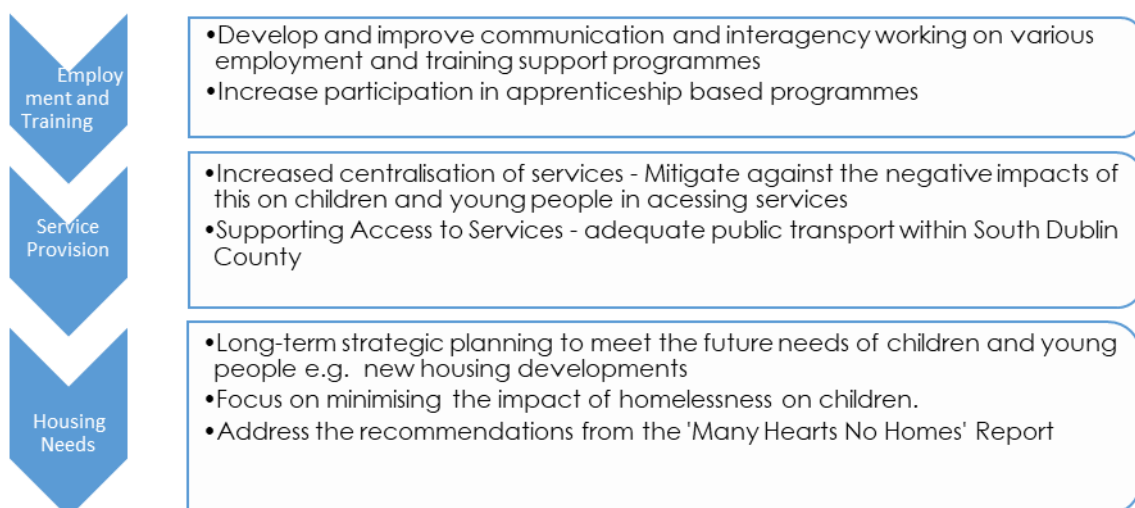 Employ
ment and
Training
•Develop and improve communication and interagency working on various
employment and training support programmes
•Increase participation in apprenticeship based programmes
Service
Provision
•Increased centralisation of services - Mitigate against the negative impacts of
this on children and young people in acessing services
•Supporting Access to Services - adequate public transport within South Dublin
County
Housing
Needs
•Long-term strategic planning to meet the future needs of children and young
people e.g. new housing developments
•Focus on minimising the impact of homelessness on children.
•Address the recommendations from the 'Many Hearts No Homes' Report